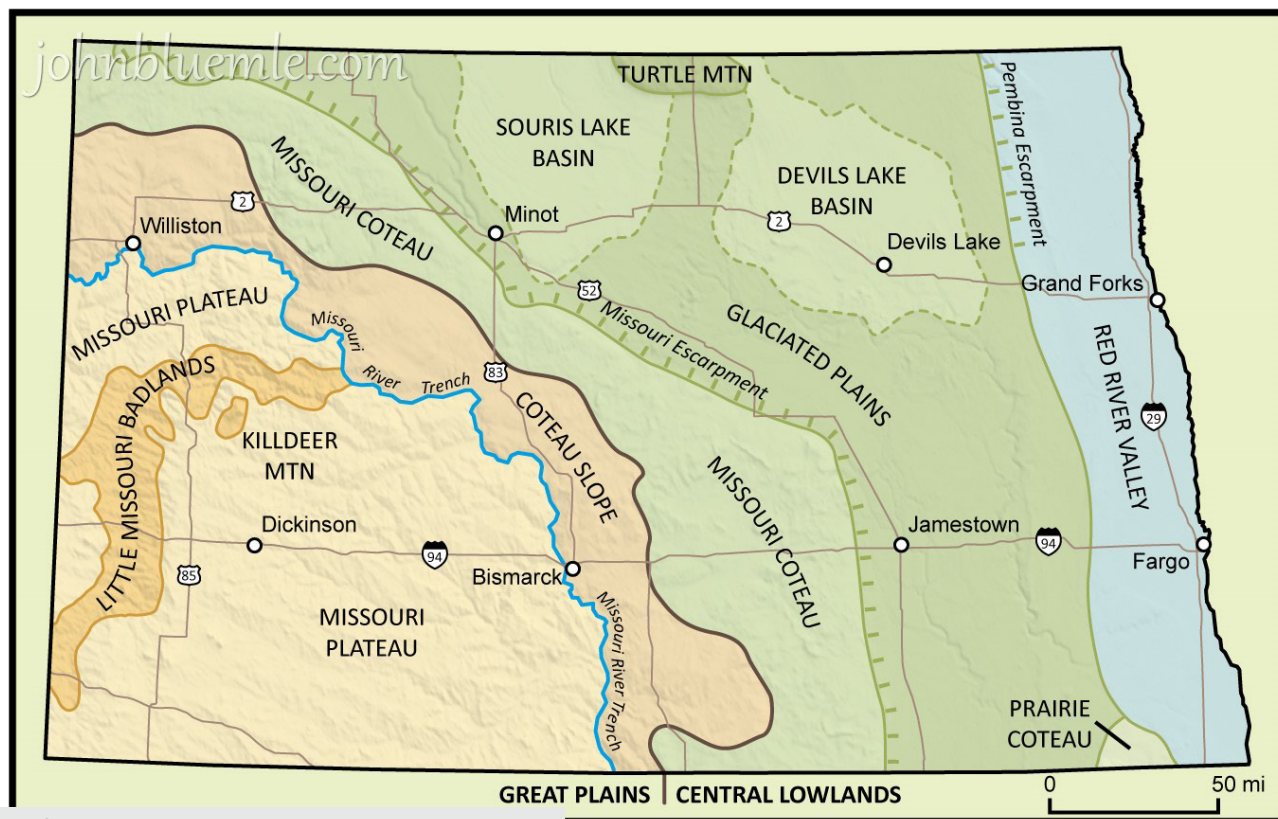 johnbluemle.com
TURTLE MTN
Pembina Escarpment
SOURIS LAKE
BASIN
MISSOURI COTEAU
DEVILS LAKE
BASIN
2
Williston
Minot
2
Devils Lake
Grand Forks
MISSOURI PLATEAU
52
Missouri Escarpment
GLACIATED PLAINS
Missouri
River
Trench
83
RED RIVER VALLEY
29
LITTLE MISSOURI BADLANDS
KILLDEER
MTN
COTEAU SLOPE
MISSOURI COTEAU
Dickinson
94
Bismarck
Jamestown
94
Fargo
85
MISSOURI
PLATEAU
Missouri River Trench
PRAIRIE
COTEAU
GREAT PLAINS
CENTRAL LOWLANDS
0
50 mi